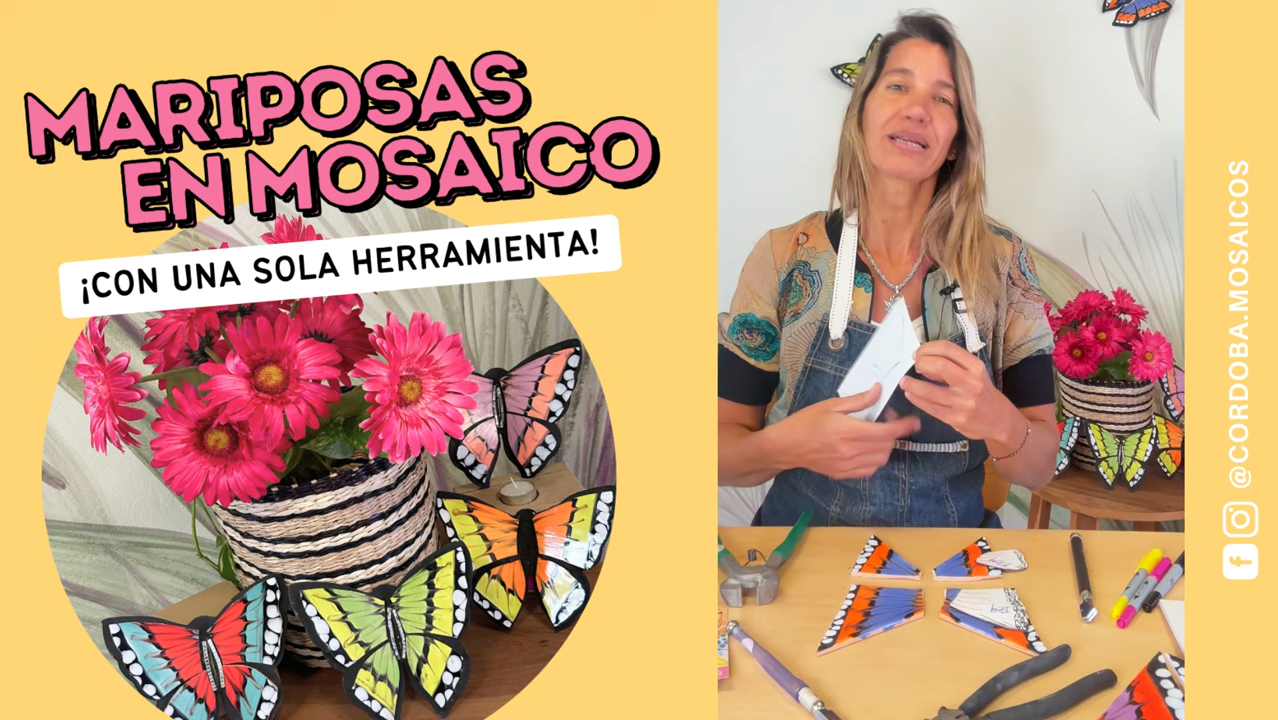 MARIPOSAS
EN MOSAICO
¡CON UNA SOLA HERRAMIENTA!
@CORDOBA.MOSAICOS